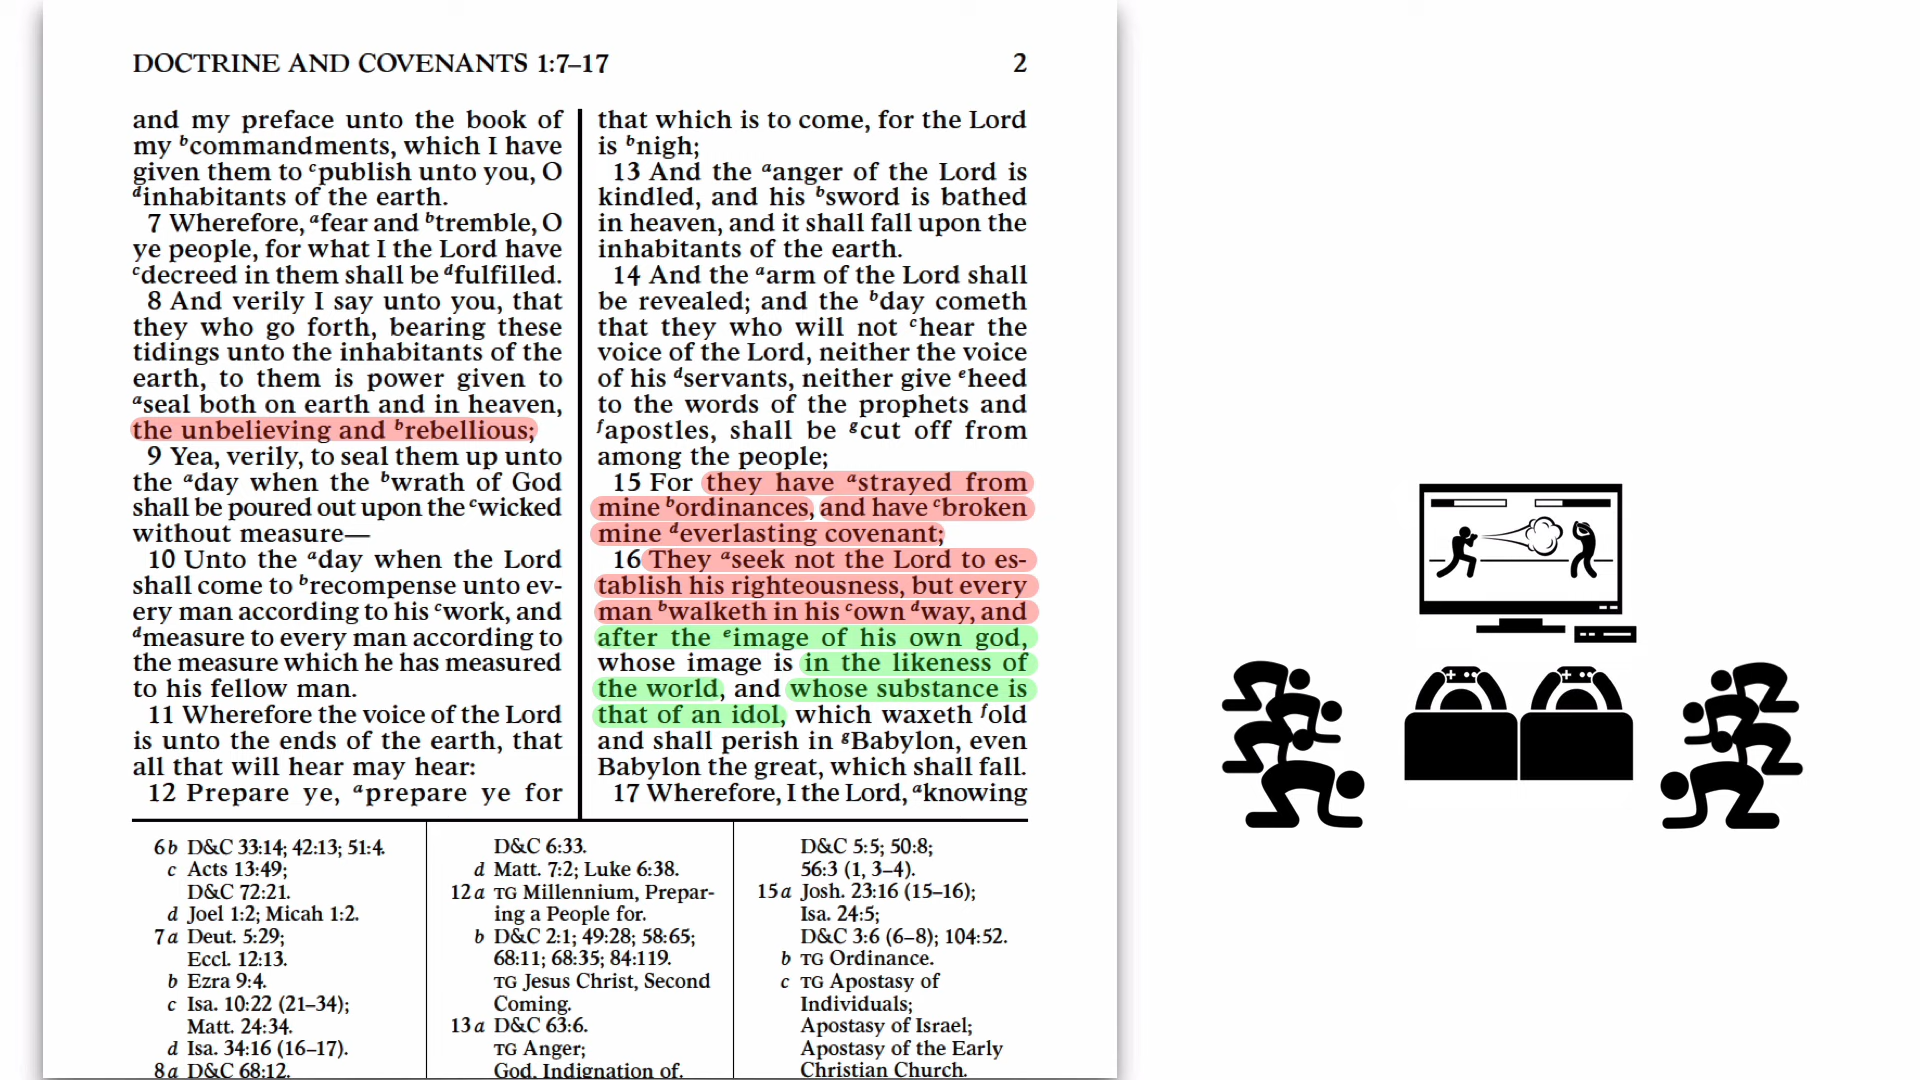 DOCTRINE AND COVENANTS 1:7–17 2
and my preface unto the book of
my bcommandments, which I have
given them to cpublish unto you, O
dinhabitants of the earth.
7 Wherefore, afear and btremble, O
ye people, for what I the Lord have
cdecreed in them shall be dfulfilled.
8 And verily I say unto you, that
they who go forth, bearing these
tidings unto the inhabitants of the
earth, to them is power given to
aseal both on earth and in heaven,
the unbelieving and brebellious;
9 Yea, verily, to seal them up unto
the aday when the bwrath of God
shall be poured out upon the cwicked
without measure—
10 Unto the aday when the Lord
shall come to brecompense unto ev-
ery man according to his cwork, and
dmeasure to every man according to
the measure which he has measured
to his fellow man.
11 Wherefore the voice of the Lord
is unto the ends of the earth, that
all that will hear may hear:
12 Prepare ye, aprepare ye for
that which is to come, for the Lord
is bnigh;
13 And the aanger of the Lord is
kindled, and his bsword is bathed
in heaven, and it shall fall upon the
inhabitants of the earth.
14 And the aarm of the Lord shall
be revealed; and the bday cometh
that they who will not chear the
voice of the Lord, neither the voice
of his dservants, neither give eheed
to the words of the prophets and
fapostles, shall be gcut off from
among the people;
15 For they have astrayed from
mine bordinances, and have cbroken
mine deverlasting covenant;
16 They aseek not the Lord to es-
tablish his righteousness, but every
man bwalketh in his cown dway, and
after the eimage of his own god,
whose image is in the likeness of
the world, and whose substance is
that of an idol, which waxeth fold
and shall perish in gBabylon, even
Babylon the great, which shall fall.
17 Wherefore, I the Lord, aknowing
6b D&C 33:14; 42:13; 51:4.
c Acts 13:49;
D&C 72:21.
d Joel 1:2; Micah 1:2.
7a Deut. 5:29;
Eccl. 12:13.
b Ezra 9:4.
c Isa. 10:22 (21–34);
Matt. 24:34.
d Isa. 34:16 (16–17).
8a D&C 68:12.
D&C 6:33.
d Matt. 7:2; Luke 6:38.
12a TG Millennium, Prepar-
ing a People for.
b D&C 2:1; 49:28; 58:65;
68:11; 68:35; 84:119.
TG Jesus Christ, Second
Coming.
13a D&C 63:6.
TG Anger;
God, Indignation of.
D&C 5:5; 50:8;
56:3 (1, 3–4).
15a Josh. 23:16 (15–16);
Isa. 24:5;
D&C 3:6 (6–8); 104:52.
b TG Ordinance.
c TG Apostasy of
Individuals;
Apostasy of Israel;
Apostasy of the Early
Christian Church.